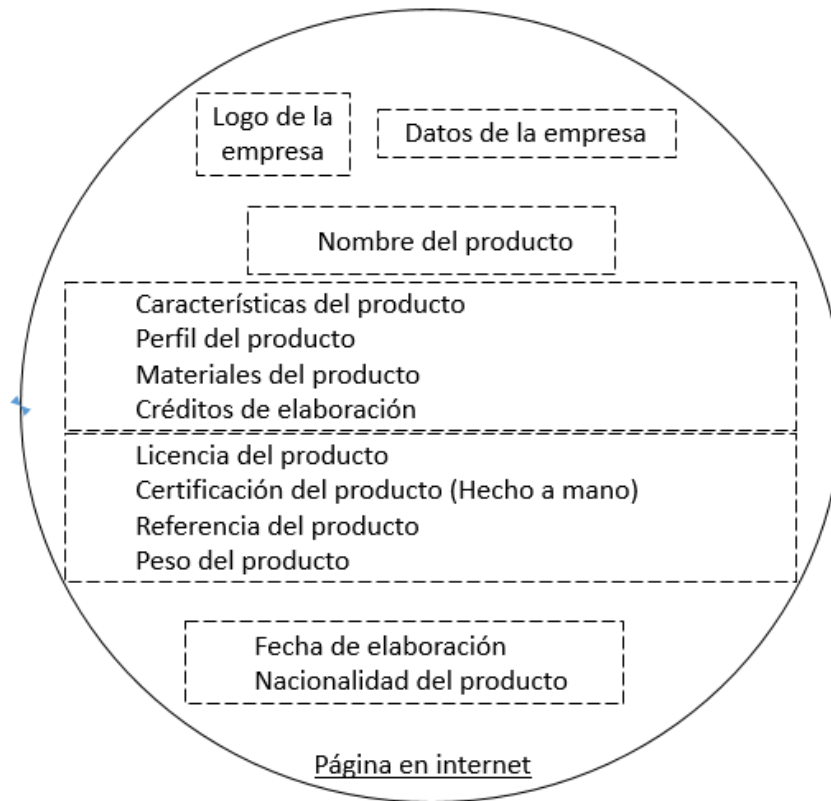 Logo de la
empresa
Datos de la empresa
Nombre del producto
Características del producto
Perfil del producto
Materiales del producto
Créditos de elaboración
Licencia del producto
Certificación del producto (Hecho a mano)
Referencia del producto
Peso del producto
Fecha de elaboración
Nacionalidad del producto
Página en internet